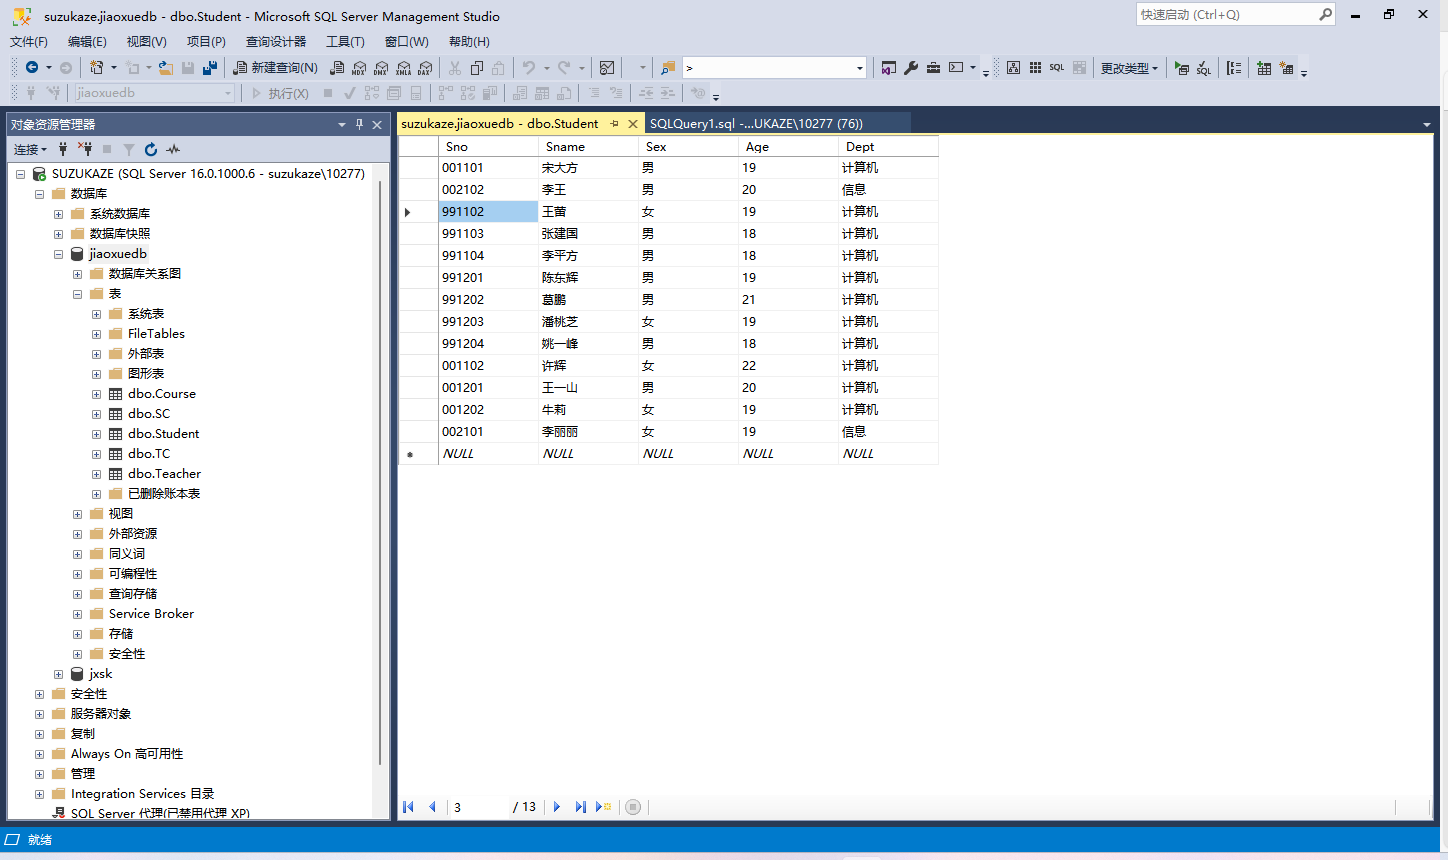 suzukaze.jiaoxuedb - dbo.Student - Microsoft SQL Server Management Studio
快速启动 (Ctrl+Q)
文件(F) 编辑(E) 视图(V) 项目(P) 查询设计器 工具(T) 窗口(W) 帮助(H)
新建查询(N) MDX DMX XMLA DAX > SQL 更改类型 SQL
jiaoxuedb 执行(X)
对象资源管理器
连接
SUZUKAZE (SQL Server 16.0.1000.6 - suzukaze\10277)
数据库
系统数据库
数据库快照
jiaoxuedb
数据库关系图
表
系统表
FileTables
外部表
图形表
dbo.Course
dbo.SC
dbo.Student
dbo.TC
dbo.Teacher
已删除账本表
视图
外部资源
同义词
可编程性
查询存储
Service Broker
存储
安全性
jxsk
安全性
服务器对象
复制
Always On 高可用性
管理
Integration Services 目录
SQL Server 代理(已禁用代理 XP)
suzukaze.jiaoxuedb - dbo.Student SQLQuery1.sql -...UKAZE\10277 (76))
Sno Sname Sex Age Dept
001101 宋大方 男 19 计算机
002102 李王 男 20 信息
991102 王蕾 女 19 计算机
991103 张建国 男 18 计算机
991104 李平方 男 18 计算机
991201 陈东辉 男 19 计算机
991202 葛鹏 男 21 计算机
991203 潘桃芝 女 19 计算机
991204 姚一峰 男 18 计算机
001102 许辉 女 22 计算机
001201 王一山 男 20 计算机
001202 牛莉 女 19 计算机
002101 李丽丽 女 19 信息
NULL NULL NULL NULL NULL
3 / 13
就绪